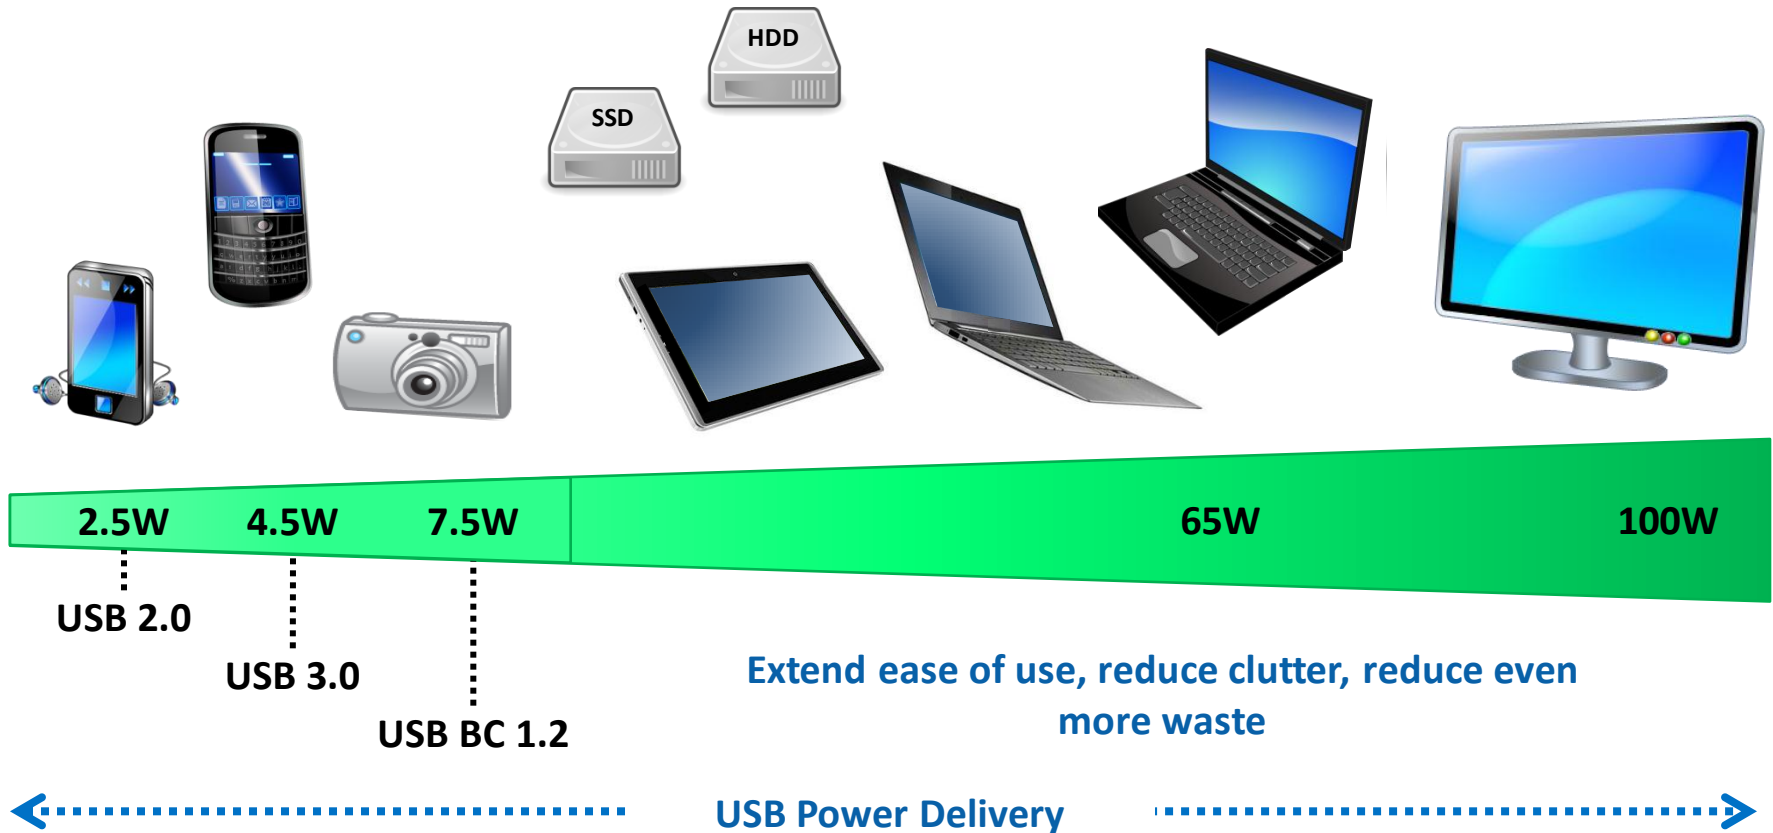 HDD
SSD
2.5W 4.5W 7.5W 65W 100W
USB 2.0
USB 3.0
USB BC 1.2
Extend ease of use, reduce clutter, reduce even
more waste
USB Power Delivery